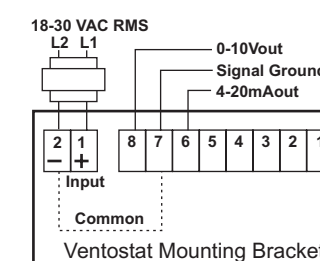 18-30 VAC RMS
L2 L1
0-10Vout
Signal Ground
4-20mAout
2 1 8 7 6 5 4 3 2 1
− +
Input
Common
Ventostat Mounting Bracket